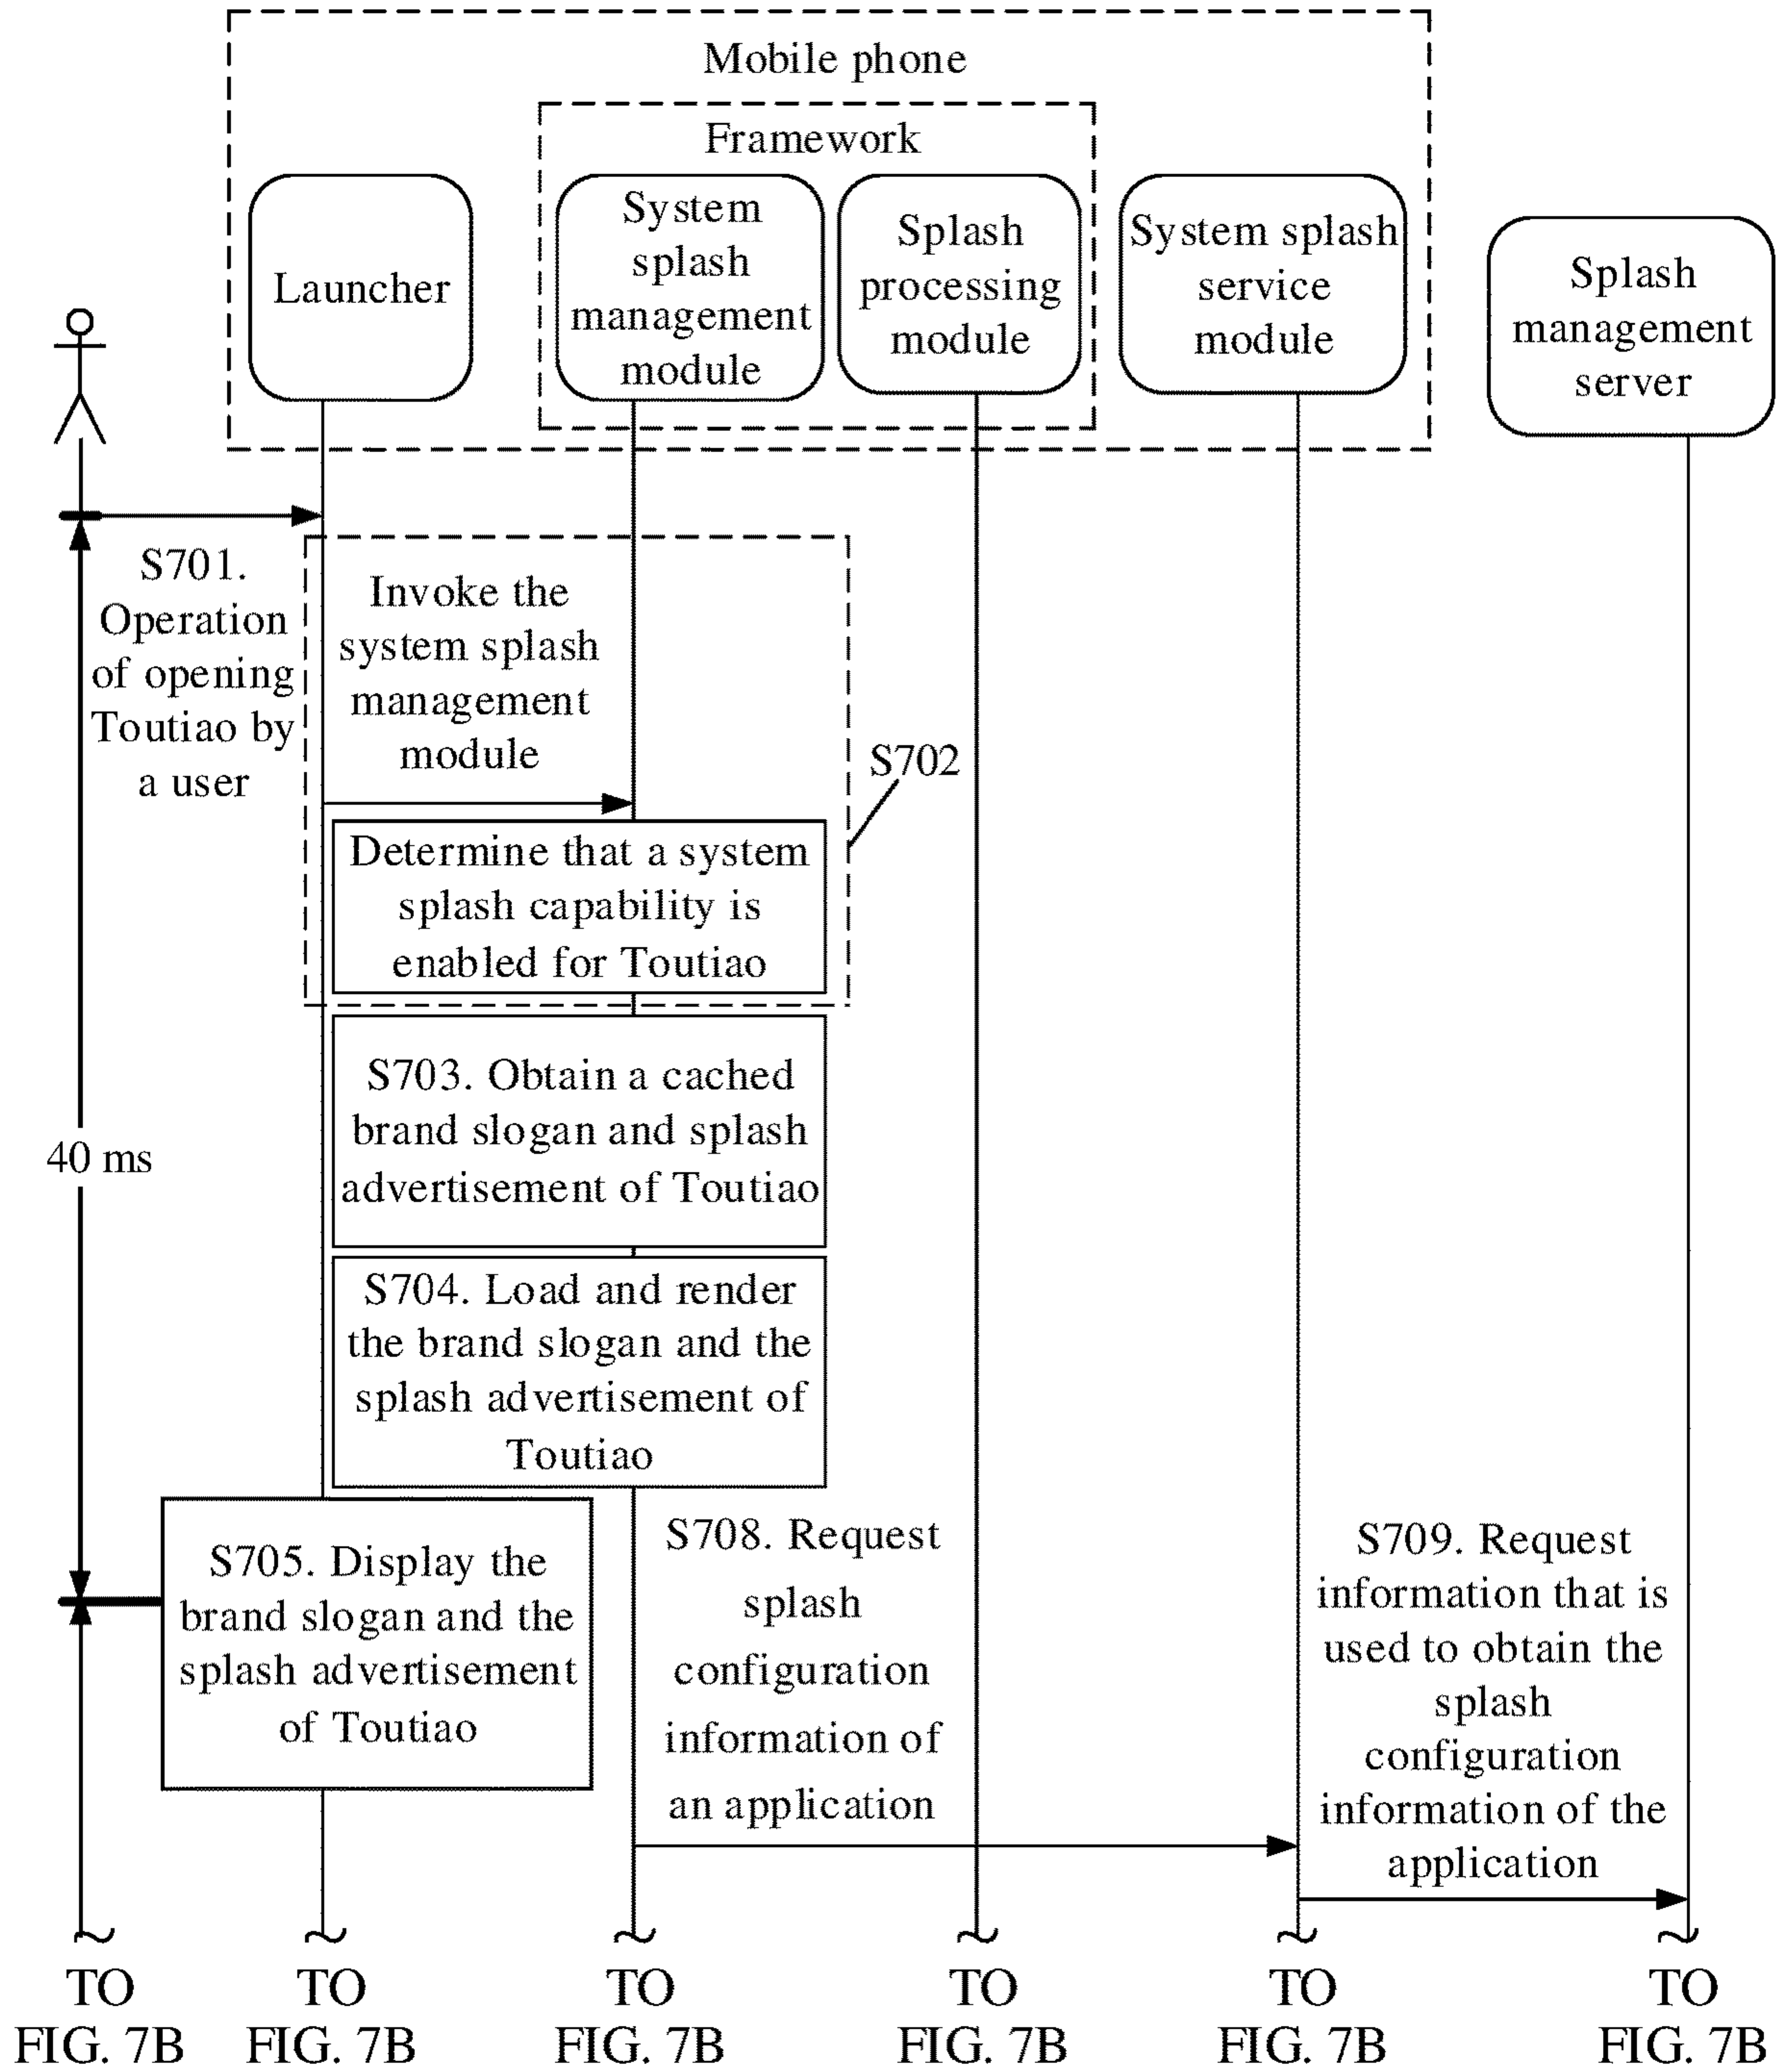 Mobile phone
Framework
Launcher
System
splash
management
module
Splash
processing
module
System splash
service
module
Splash
management
server
S701.
Operation
of opening
Toutiao by
a user
Invoke the
system splash
management
module
S702
Determine that a system
splash capability is
enabled for Toutiao
S703. Obtain a cached
brand slogan and splash
advertisement of Toutiao
40 ms
S704. Load and render
the brand slogan and the
splash advertisement of
Toutiao
S705. Display the
brand slogan and the
splash advertisement
of Toutiao
S708. Request
splash
configuration
information of
an application
S709. Request
information that is
used to obtain the
splash
configuration
information of the
application
TO
FIG. 7B
TO
FIG. 7B
TO
FIG. 7B
TO
FIG. 7B
TO
FIG. 7B
TO
FIG. 7B